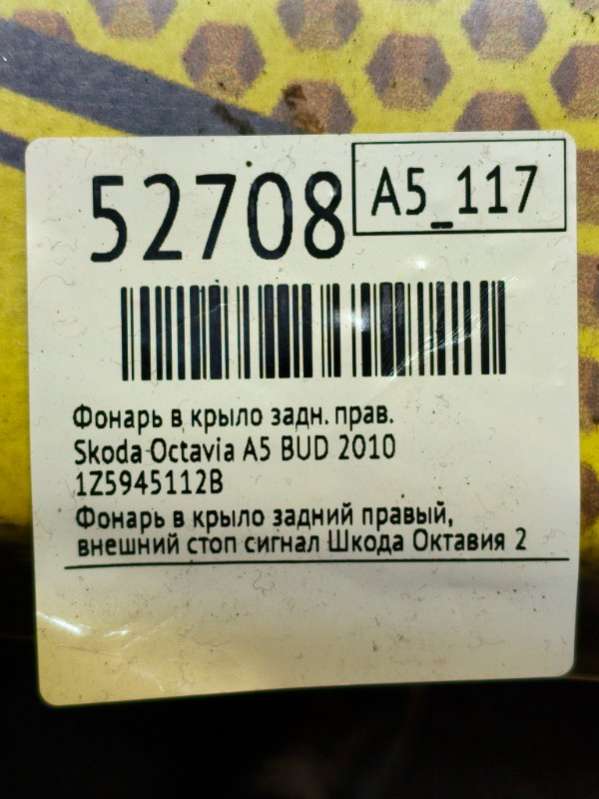 52708
A5_117
Фонарь в крыло задн. прав.
Skoda Octavia A5 BUD 2010
1Z5945112B
Фонарь в крыло задний правый,
внешний стоп сигнал Шкода Октавия 2